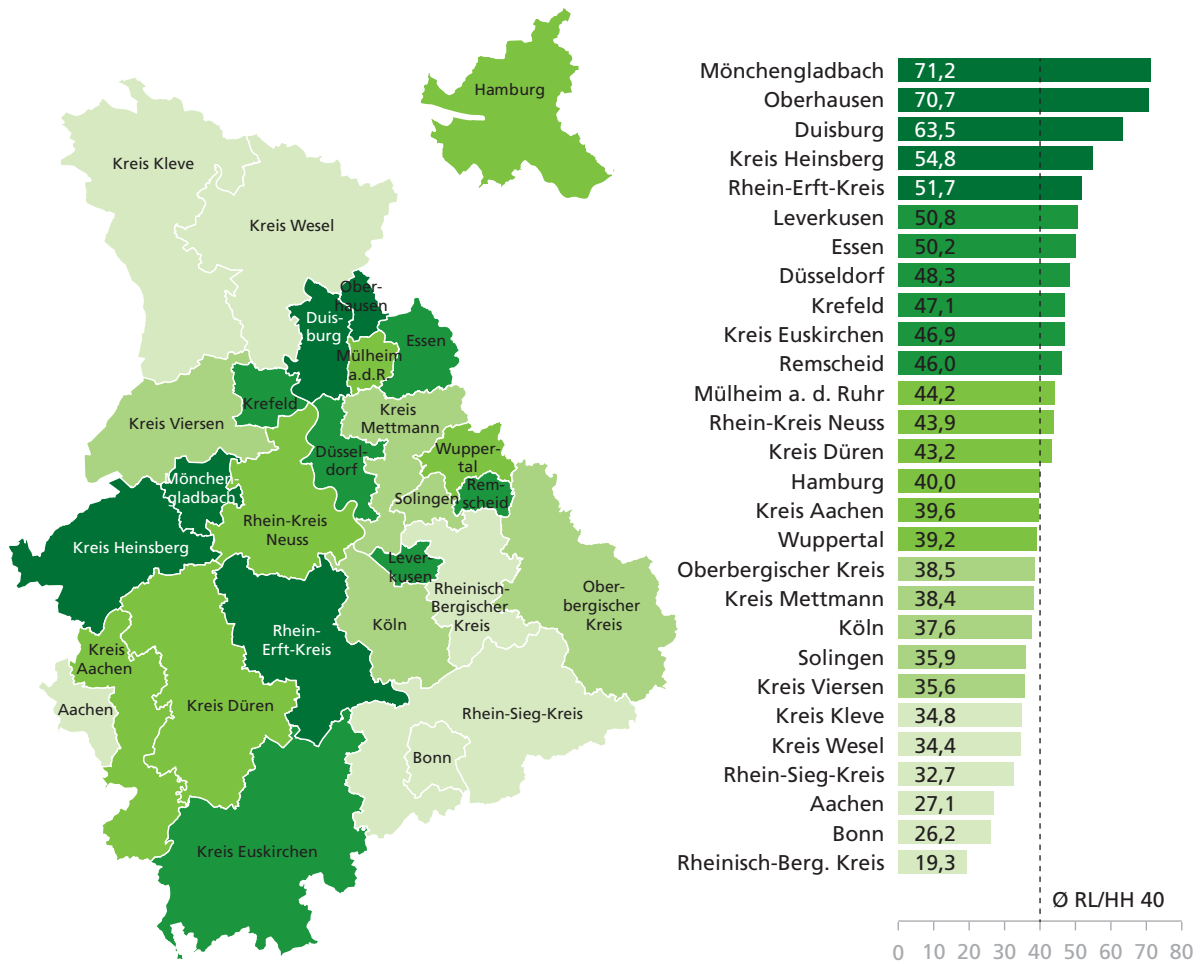 Hamburg
Kreis Kleve
Kreis Wesel
Ober-
hausen
Duis-
burg
Essen
Mülheim
a.d.R.
Krefeld
Kreis
Mettmann
Kreis Viersen
Wupper-
tal
Düssel-
dorf
Mönchen-
gladbach
Solingen
Rem-
scheid
Rhein-Kreis
Neuss
Kreis Heinsberg
Lever-
kusen
Rheinisch-
Bergischer
Kreis
Ober-
bergischer
Kreis
Köln
Rhein-
Erft-Kreis
Kreis
Aachen
Aachen
Kreis Düren
Rhein-Sieg-Kreis
Bonn
Kreis Euskirchen
Mönchengladbach 71,2
Oberhausen 70,7
Duisburg 63,5
Kreis Heinsberg 54,8
Rhein-Erft-Kreis 51,7
Leverkusen 50,8
Essen 50,2
Düsseldorf 48,3
Krefeld 47,1
Kreis Euskirchen 46,9
Remscheid 46,0
Mülheim a. d. Ruhr 44,2
Rhein-Kreis Neuss 43,9
Kreis Düren 43,2
Hamburg 40,0
Kreis Aachen 39,6
Wuppertal 39,2
Oberbergischer Kreis 38,5
Kreis Mettmann 38,4
Köln 37,6
Solingen 35,9
Kreis Viersen 35,6
Kreis Kleve 34,8
Kreis Wesel 34,4
Rhein-Sieg-Kreis 32,7
Aachen 27,1
Bonn 26,2
Rheinisch-Berg. Kreis 19,3
Ø RL/HH 40
0 10 20 30 40 50 60 70 80